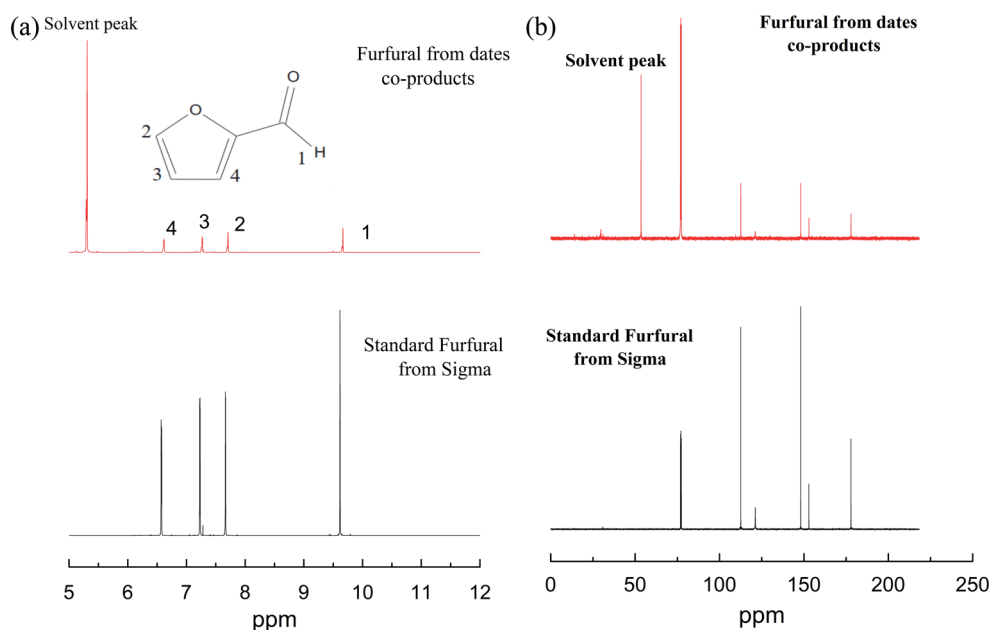 (a)
Solvent peak
Furfural from dates
co-products
O
O
H
1
2
3
4
4
3
2
1
Standard Furfural
from Sigma
5 6 7 8 9 10 11 12
ppm
(b)
Furfural from dates
co-products
Solvent peak
Standard Furfural
from Sigma
0 50 100 150 200 250
ppm